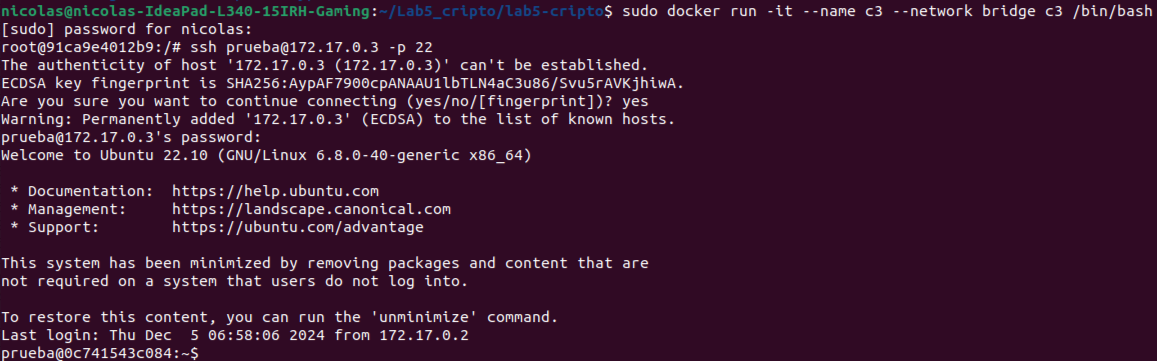 nicolas@nicolas-IdeaPad-L340-15IRH-Gaming:~/Lab5_cripto/lab5-cripto$ sudo docker run -it --name c3 --network bridge c3 /bin/bash
[sudo] password for nicolas:
root@91ca9e4012b9:/# ssh prueba@172.17.0.3 -p 22
The authenticity of host '172.17.0.3 (172.17.0.3)' can't be established.
ECDSA key fingerprint is SHA256:AypAF7900cpANAAU1lbTLN4aC3u86/Svu5rAVKjhiwA.
Are you sure you want to continue connecting (yes/no/[fingerprint])? yes
Warning: Permanently added '172.17.0.3' (ECDSA) to the list of known hosts.
prueba@172.17.0.3's password:
Welcome to Ubuntu 22.10 (GNU/Linux 6.8.0-40-generic x86_64)

 * Documentation:  https://help.ubuntu.com
 * Management:     https://landscape.canonical.com
 * Support:        https://ubuntu.com/advantage

This system has been minimized by removing packages and content that are
not required on a system that users do not log into.

To restore this content, you can run the 'unminimize' command.
Last login: Thu Dec  5 06:58:06 2024 from 172.17.0.2
prueba@0c741543c084:~$